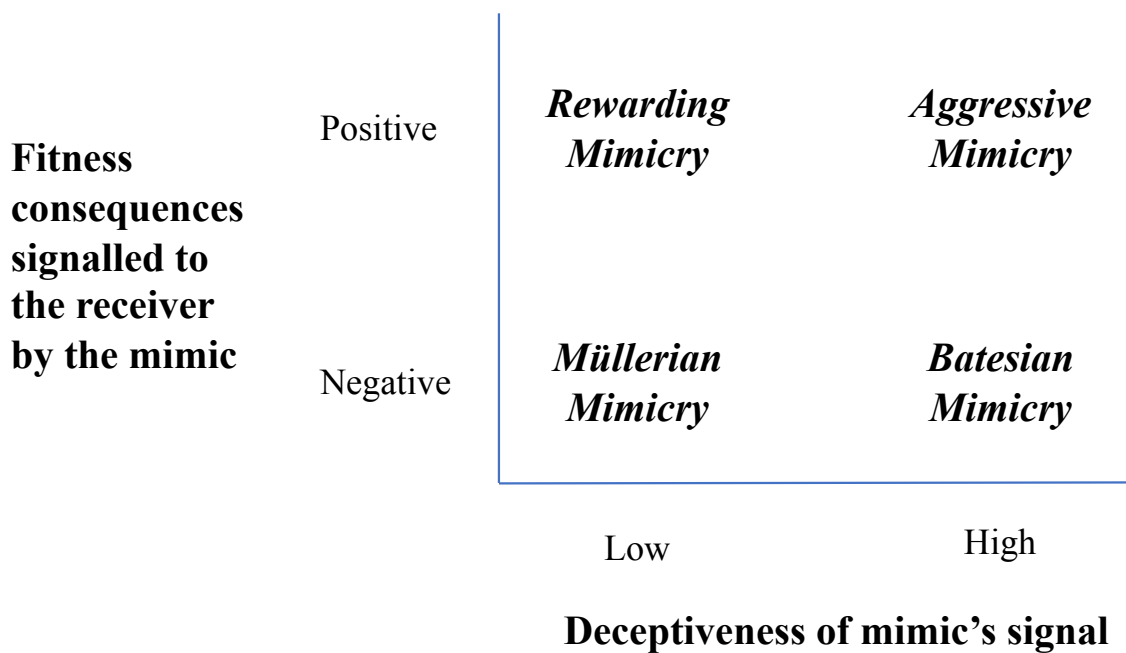 Fitness
consequences
signalled to
the receiver
by the mimic
Positive
Rewarding
Mimicry
Aggressive
Mimicry
Negative
Müllerian
Mimicry
Batesian
Mimicry
Low
High
Deceptiveness of mimic’s signal